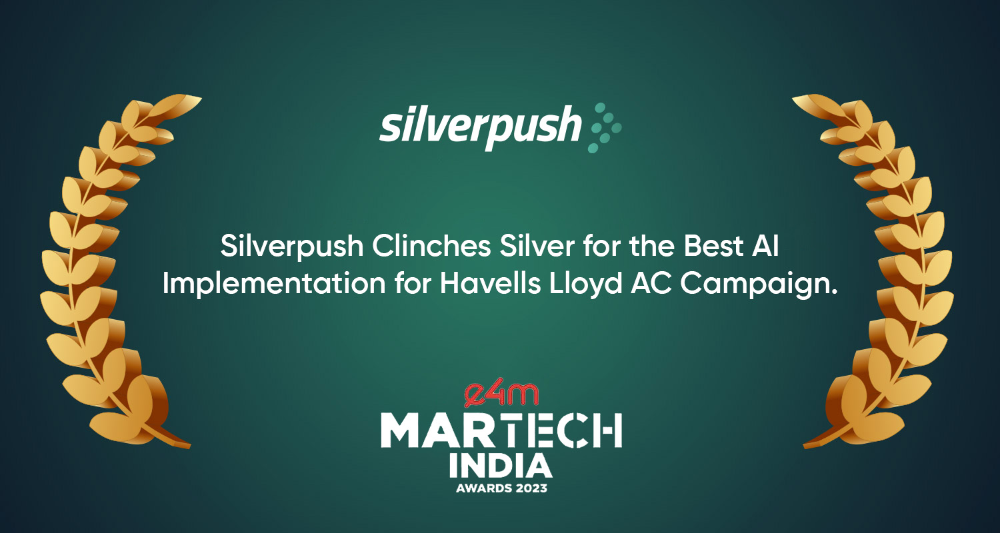 silverpush
Silverpush Clinches Silver for the Best AI
Implementation for Havells Lloyd AC Campaign.
e4m
MARTECH
INDIA
AWARDS 2023